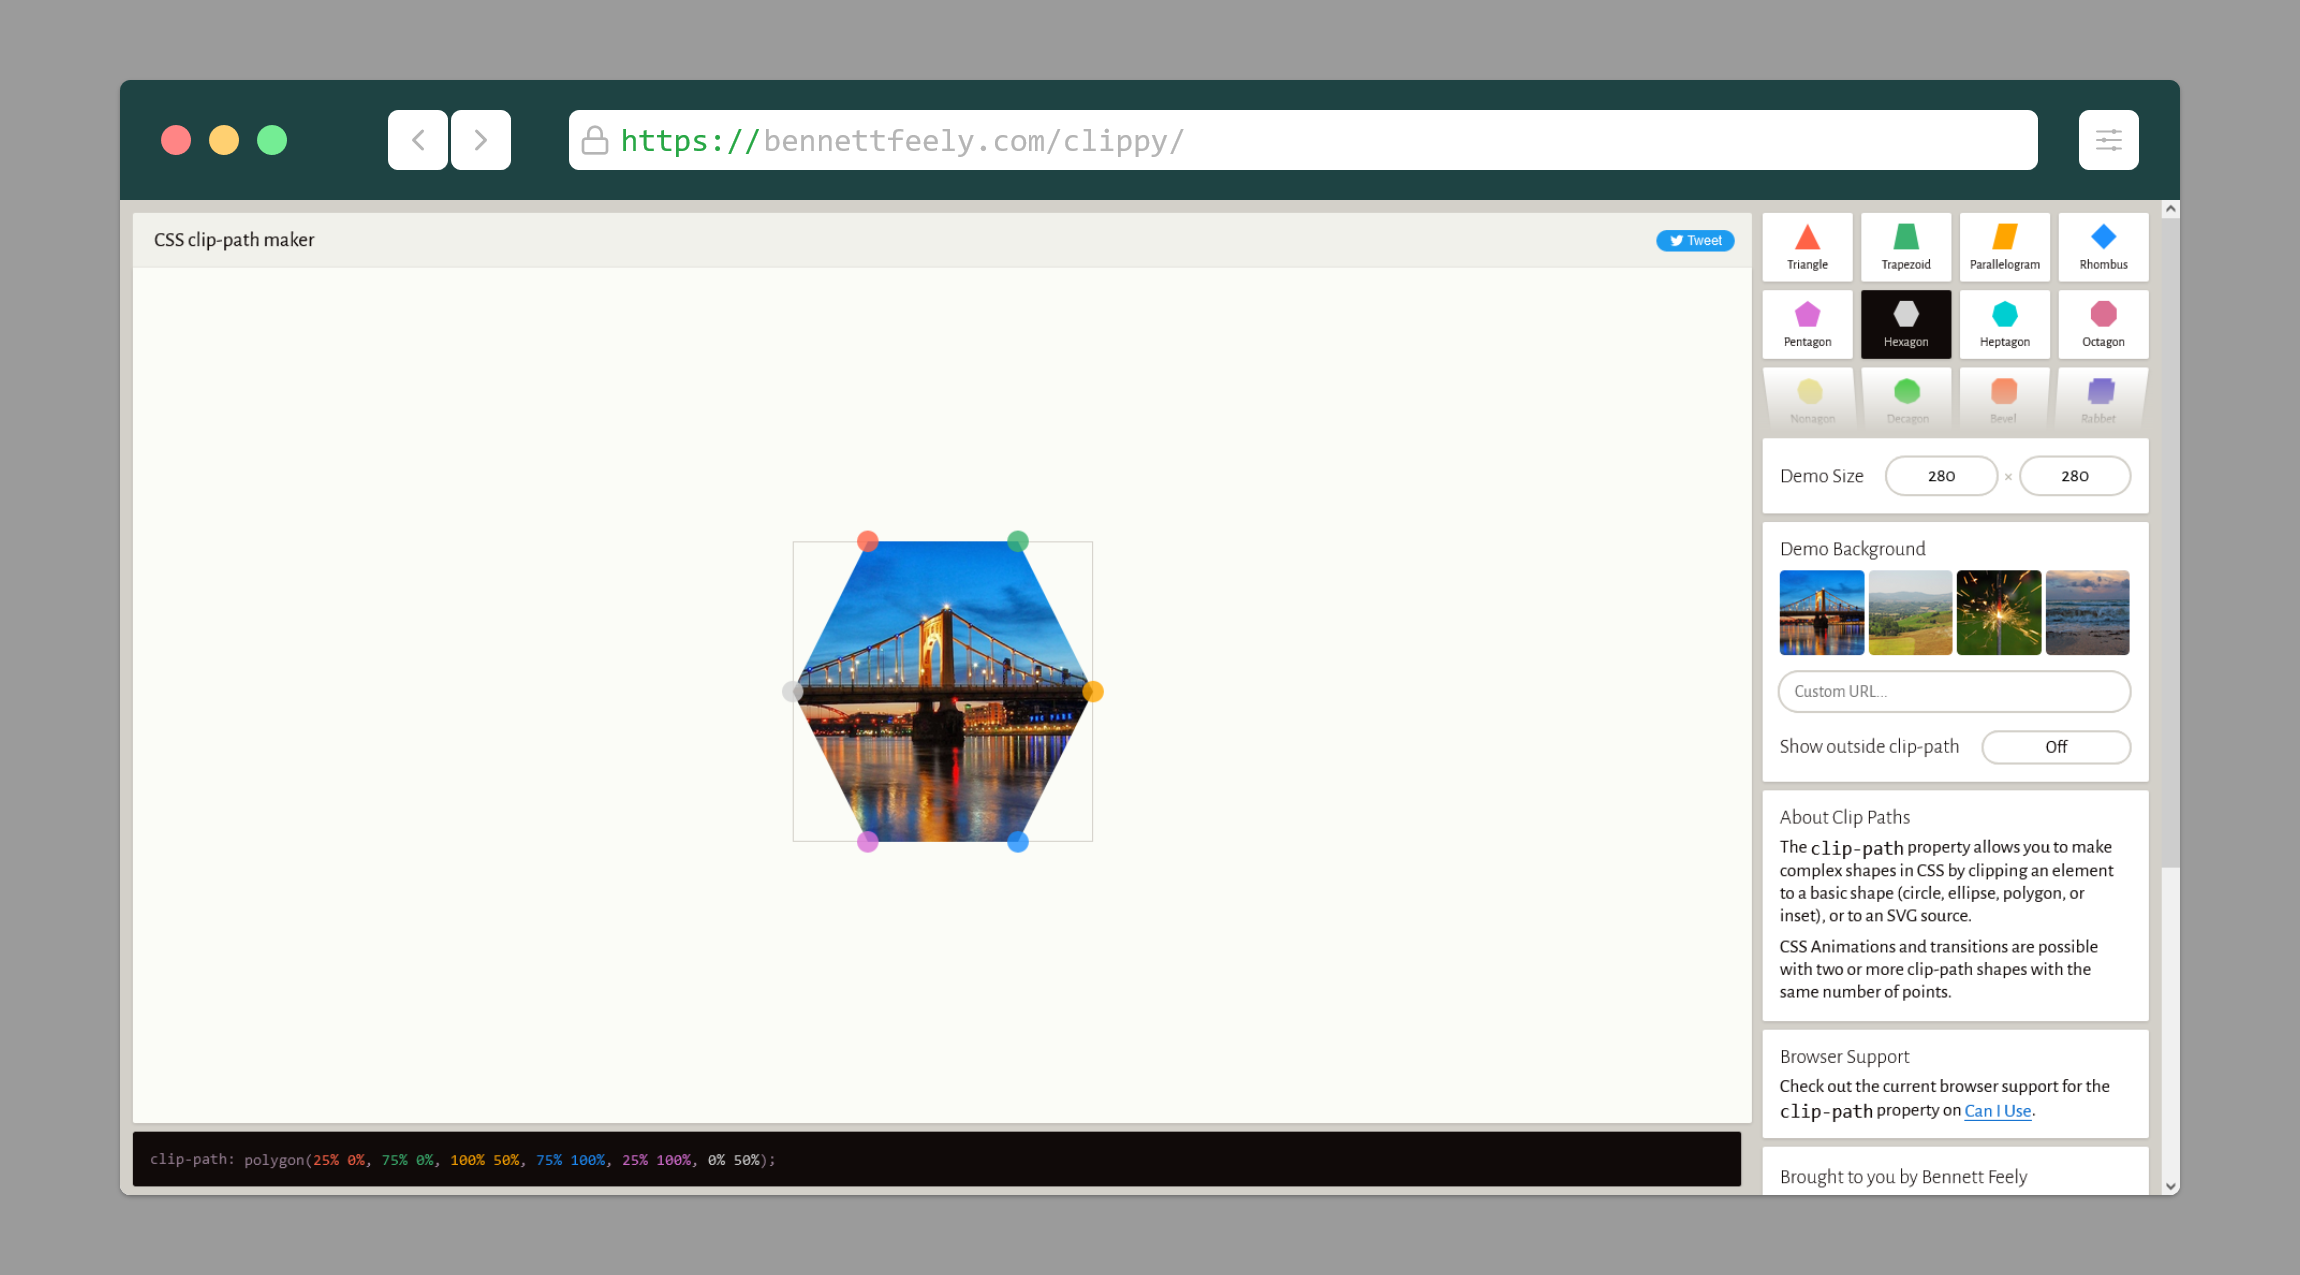 https://bennettfeely.com/clippy/
CSS clip-path maker
Tweet
Triangle
Trapezoid
Parallelogram
Rhombus
Pentagon
Hexagon
Heptagon
Octagon
Nonagon
Decagon
Bevel
Rabbet
Demo Size
280
×
280
Demo Background
Custom URL...
Show outside clip-path
Off
About Clip Paths
The clip-path property allows you to make
complex shapes in CSS by clipping an element
to a basic shape (circle, ellipse, polygon, or
inset), or to an SVG source.
CSS Animations and transitions are possible
with two or more clip-path shapes with the
same number of points.
Browser Support
Check out the current browser support for the
clip-path property on Can I Use.
Brought to you by Bennett Feely
clip-path: polygon(25% 0%, 75% 0%, 100% 50%, 75% 100%, 25% 100%, 0% 50%);